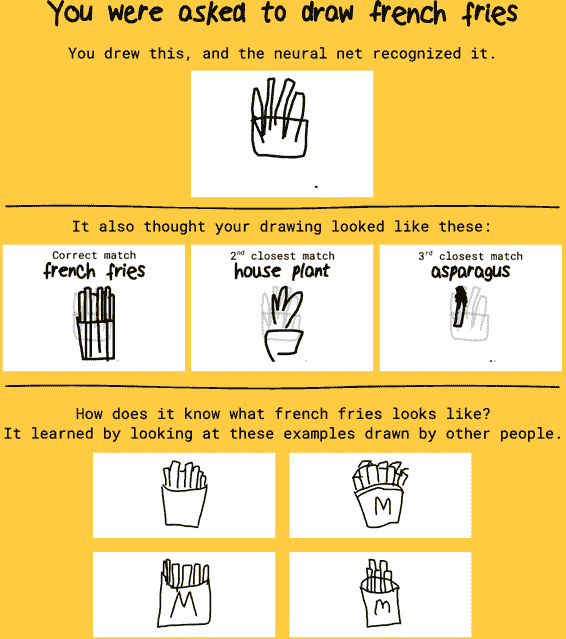 You were asked to draw french fries
You drew this, and the neural net recognized it.
It also thought your drawing looked like these:
Correct match
french fries
2nd closest match
house plant
3rd closest match
asparagus
How does it know what french fries looks like?
It learned by looking at these examples drawn by other people.
M
M
m